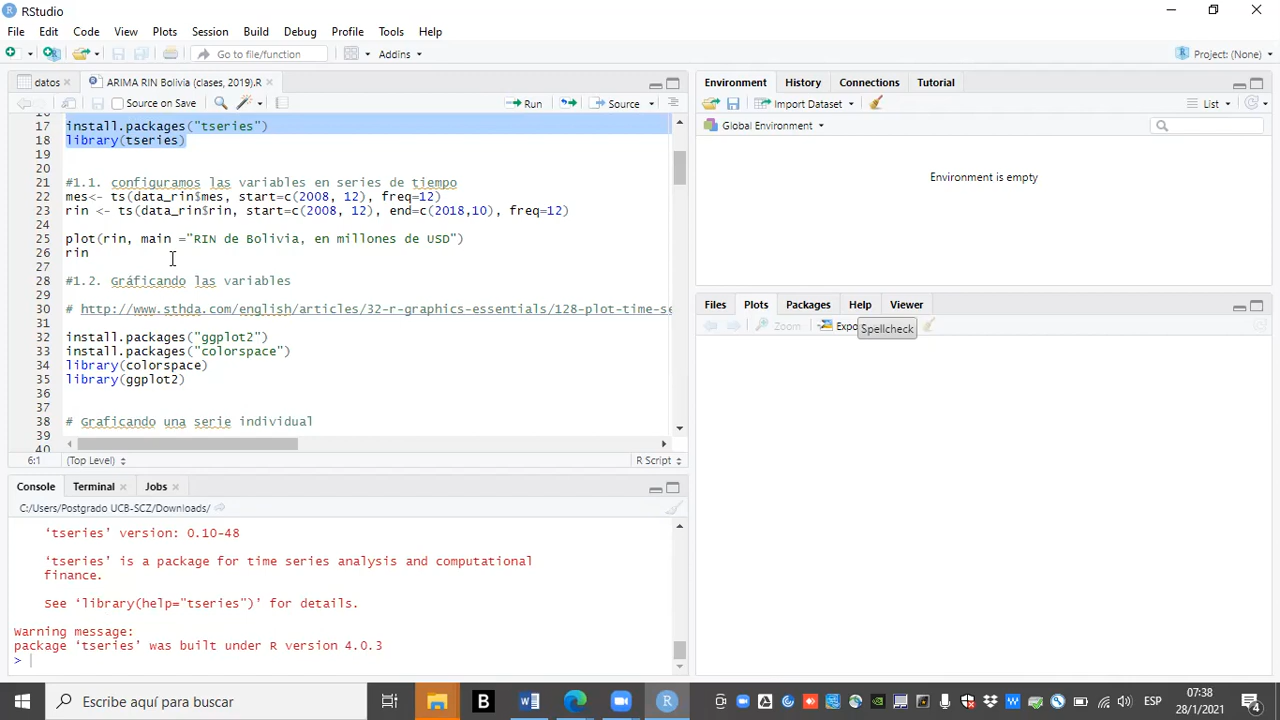 RStudio
File Edit Code View Plots Session Build Debug Profile Tools Help
Go to file/function Addins Project: (None)
datos ARIMA RIN Bolivia (clases, 2019).R
Source on Save Run Source
17 install.packages("tseries")
18 library(tseries)
19
20
21 #1.1. configuramos las variables en series de tiempo
22 mes<- ts(data_rin$mes, start=c(2008, 12), freq=12)
23 rin <- ts(data_rin$rin, start=c(2008, 12), end=c(2018,10), freq=12)
24
25 plot(rin, main ="RIN de Bolivia, en millones de USD")
26 rin
27
28 #1.2. Gráficando las variables
29
30 # http://www.sthda.com/english/articles/32-r-graphics-essentials/128-plot-time-se
31
32 install.packages("ggplot2")
33 install.packages("colorspace")
34 library(colorspace)
35 library(ggplot2)
36
37
38 # Graficando una serie individual
39
40
6:1 (Top Level) R Script
Console Terminal Jobs
C:/Users/Postgrado UCB-SCZ/Downloads/
‘tseries’ version: 0.10-48
‘tseries’ is a package for time series analysis and computational
finance.
See ‘library(help="tseries")’ for details.
Warning message:
package ‘tseries’ was built under R version 4.0.3
>
Environment History Connections Tutorial
Import Dataset List
Global Environment
Environment is empty
Files Plots Packages Help Viewer
Zoom Expo
Spellcheck
Escribe aquí para buscar
ESP
07:38
28/1/2021
4